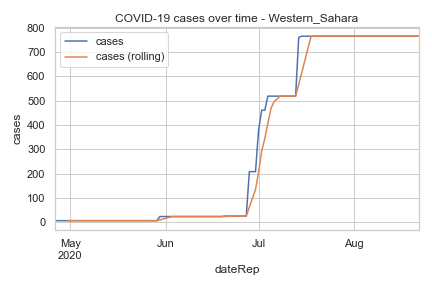 COVID-19 cases over time - Western_Sahara
cases
cases (rolling)
cases
800
700
600
500
400
300
200
100
0
May
2020
Jun
Jul
Aug
dateRep